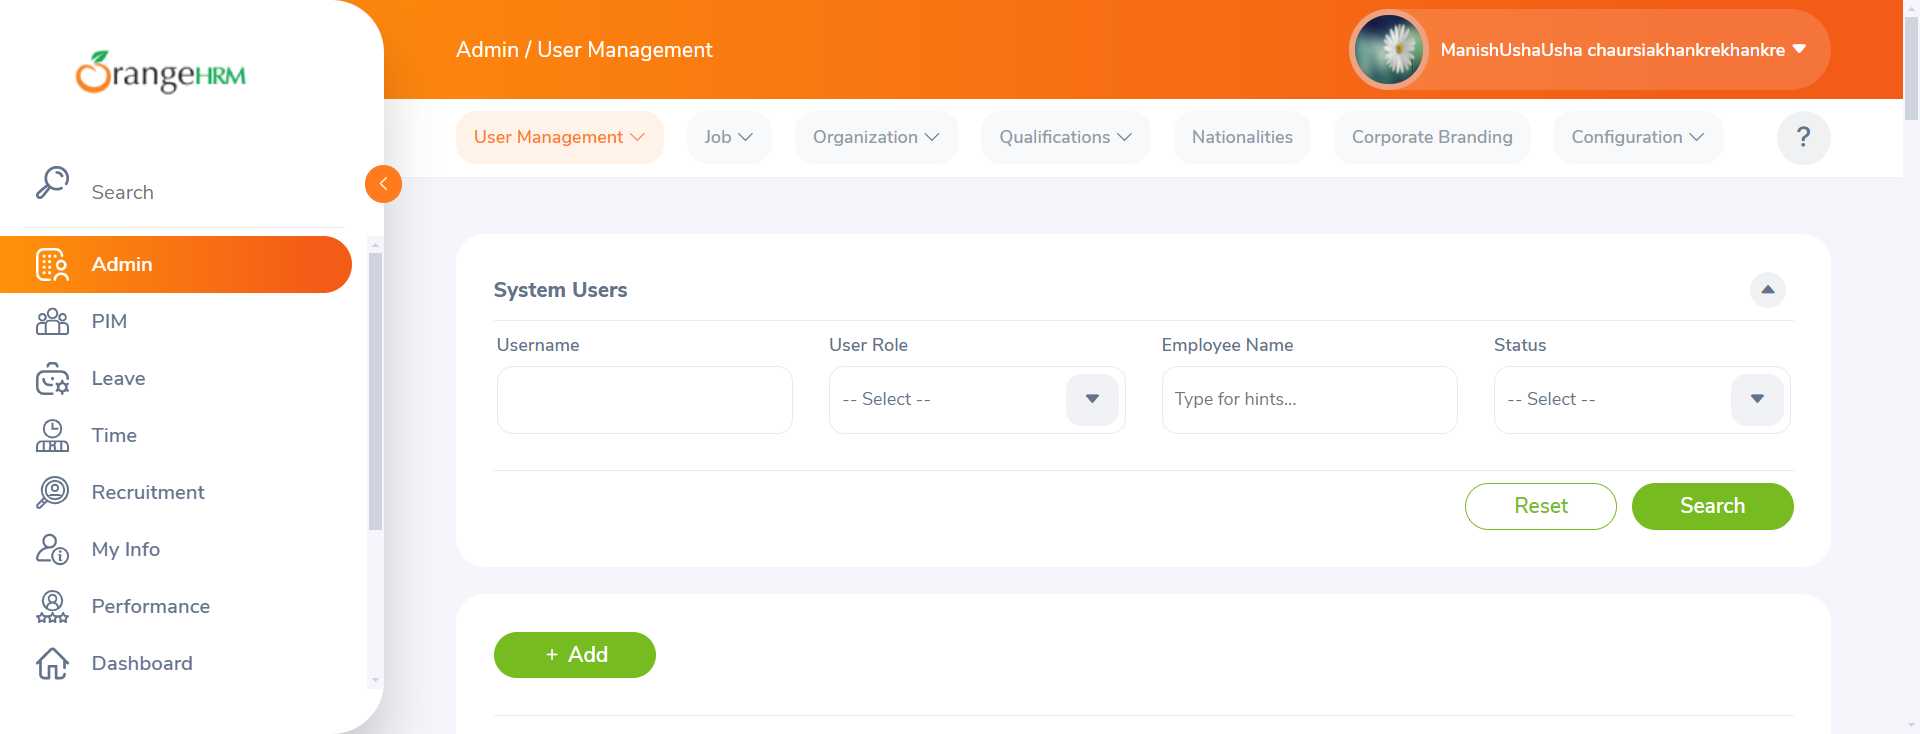 OrangeHRM
Admin / User Management
ManishUshaUsha chaursiakhankrekhankre
User Management
Job
Organization
Qualifications
Nationalities
Corporate Branding
Configuration
?
Search
Admin
PIM
Leave
Time
Recruitment
My Info
Performance
Dashboard
System Users
Username
User Role
Employee Name
Status
-- Select --
Type for hints...
-- Select --
Reset
Search
+ Add